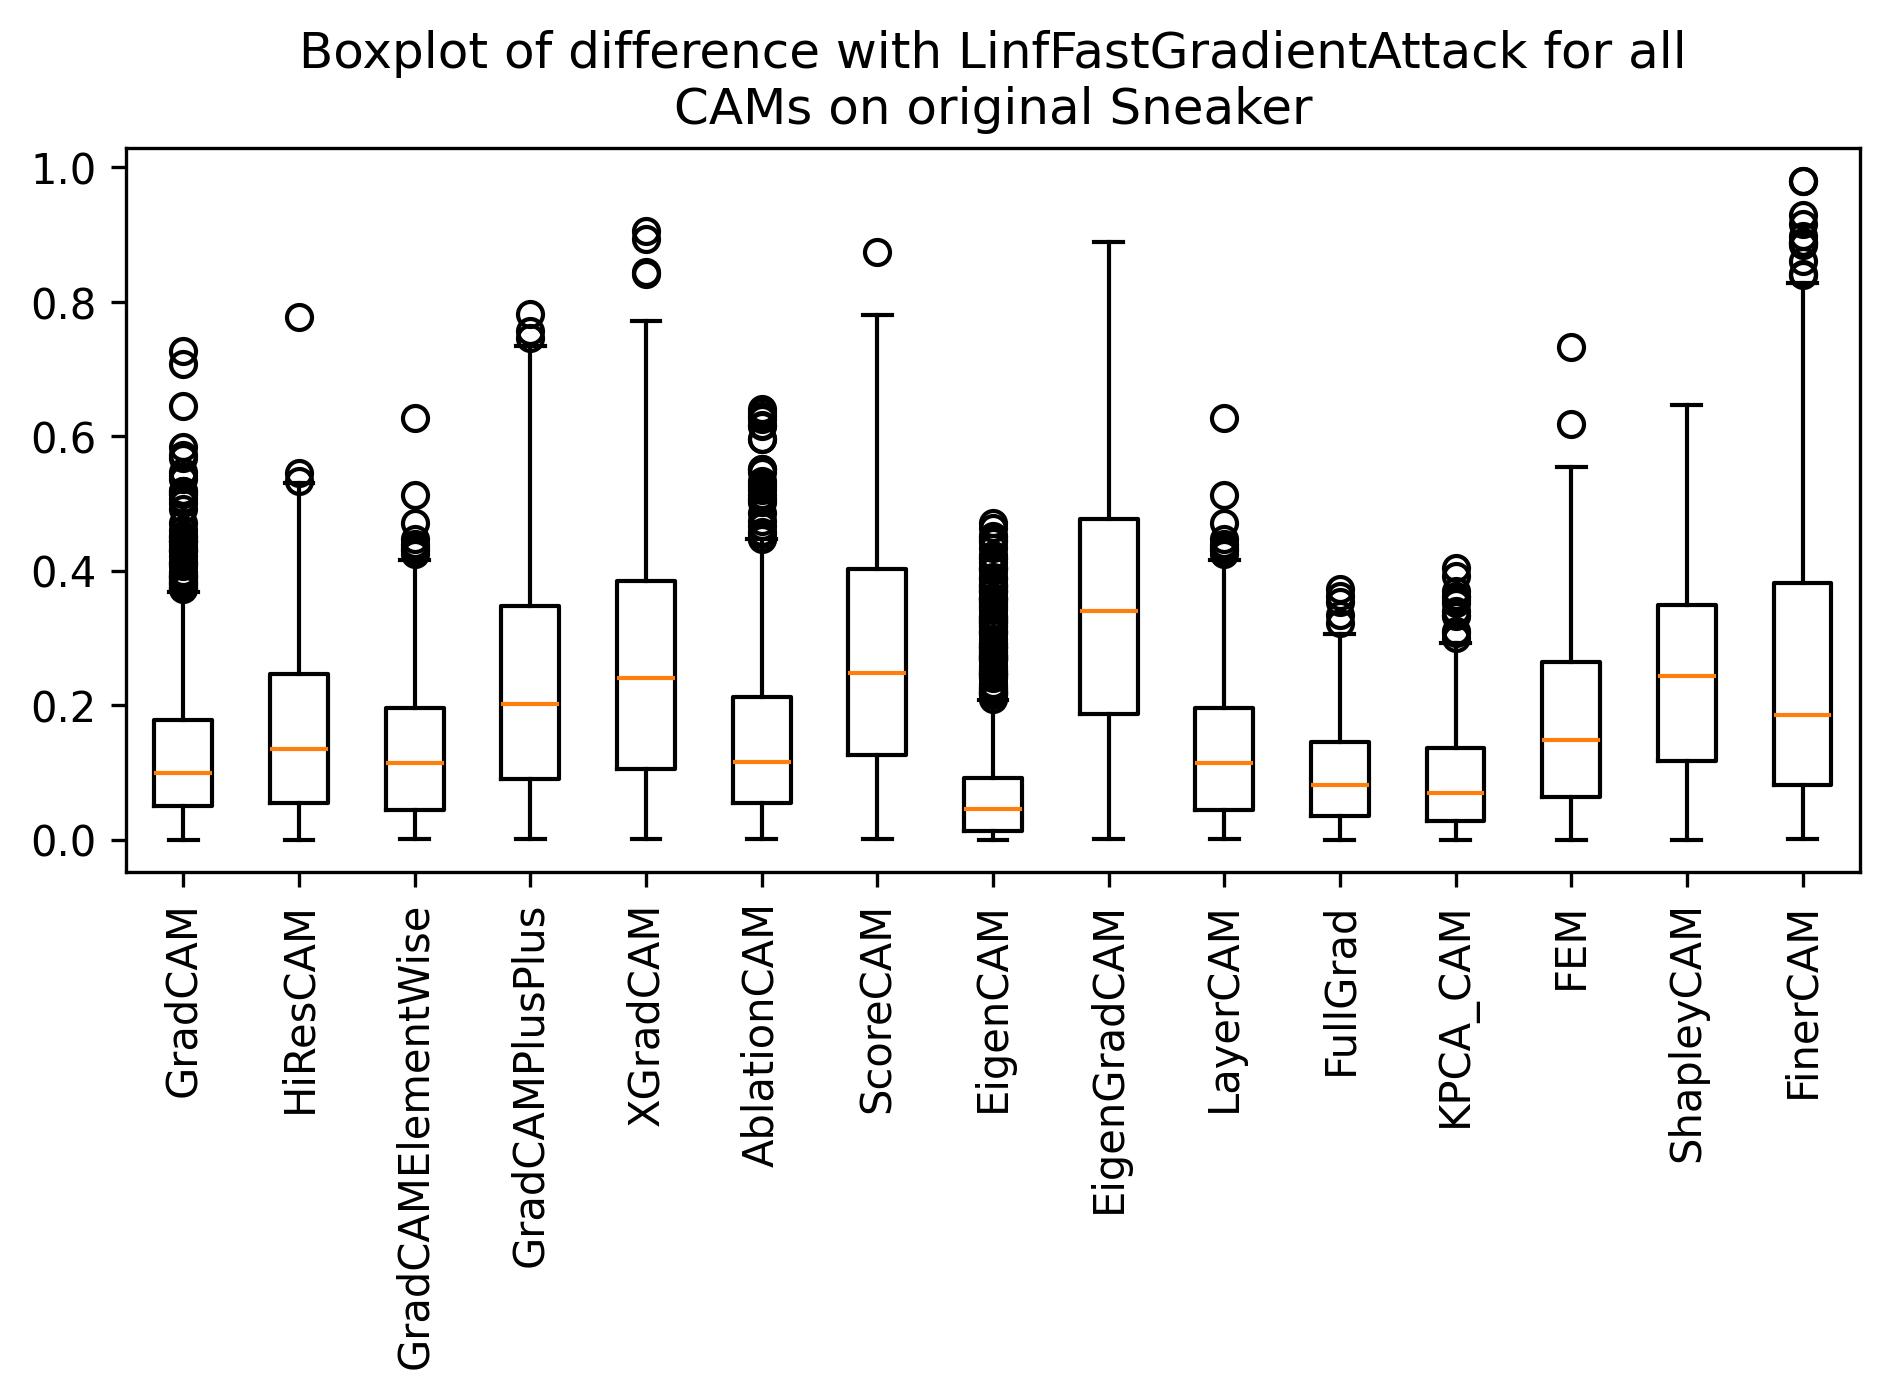 Boxplot of difference with LinfFastGradientAttack for all
CAMs on original Sneaker
1.0
0.8
0.6
0.4
0.2
0.0
GradCAM
HiResCAM
GradCAMElementWise
GradCAMPlusPlus
XGradCAM
AblationCAM
ScoreCAM
EigenCAM
EigenGradCAM
LayerCAM
FullGrad
KPCA_CAM
FEM
ShapleyCAM
FinerCAM